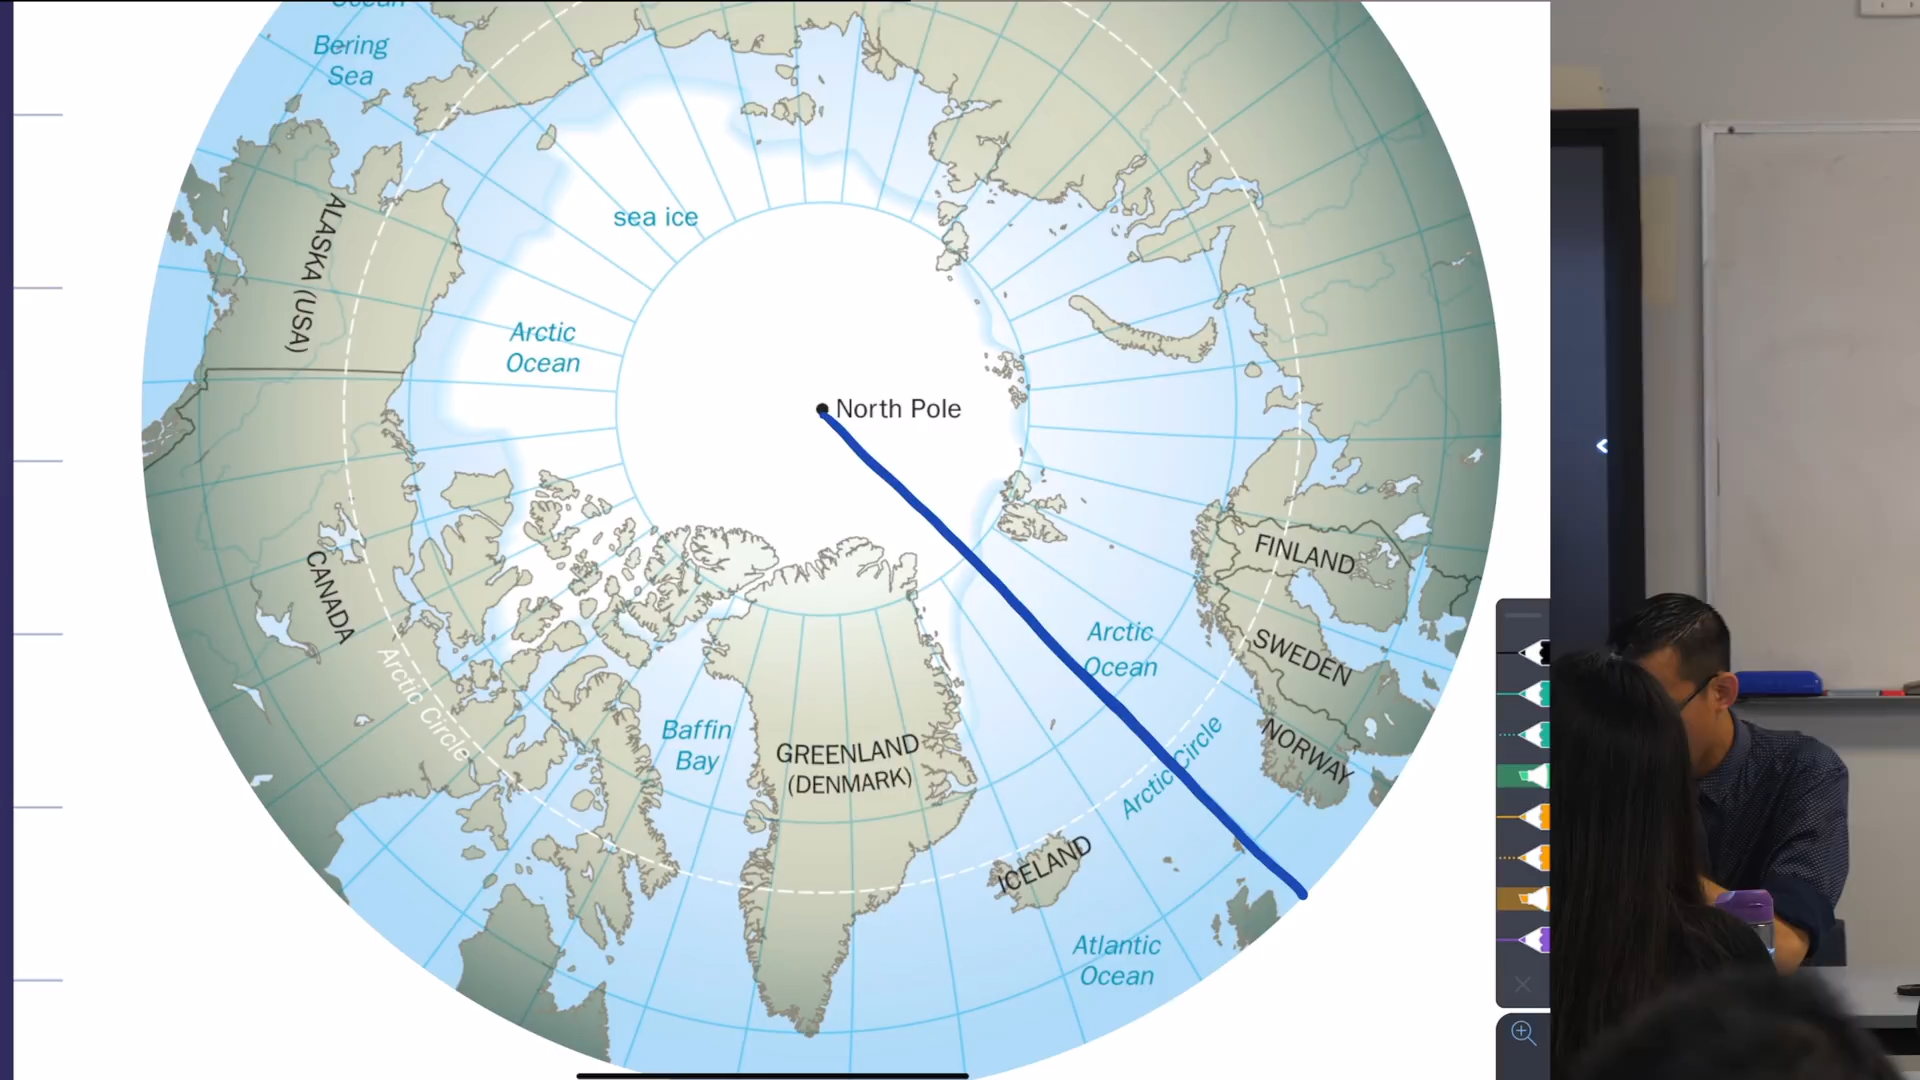 Ocean
Bering
Sea
sea ice
ALASKA (USA)
Arctic
Ocean
North Pole
CANADA
FINLAND
Arctic
Ocean
SWEDEN
Arctic Circle
Baffin
Bay
GREENLAND
(DENMARK)
Arctic Circle
NORWAY
ICELAND
Atlantic
Ocean